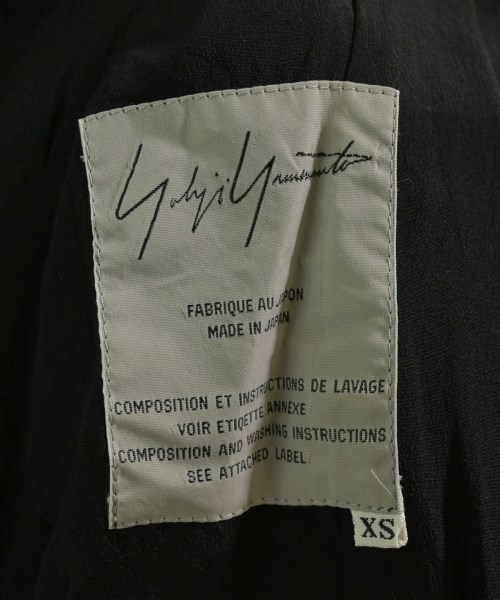 Yohji Yamamoto
FABRIQUE AU JAPON
MADE IN JAPAN
COMPOSITION ET INSTRUCTIONS DE LAVAGE
VOIR ETIQETTE ANNEXE
COMPOSITION AND WASHING INSTRUCTIONS
SEE ATTACHED LABEL
XS